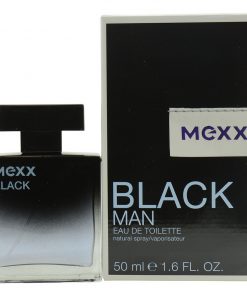 MEXX
BLACK
MEXX
BLACK
MAN
EAU DE TOILETTE
natural spray/vaporisateur
50 ml e 1.6 FL. OZ.